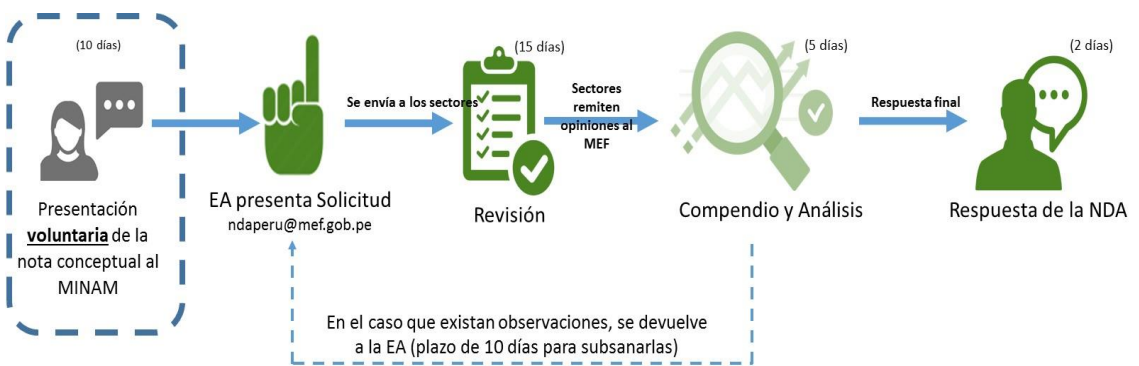 (10 días)
Presentación
voluntaria de la
nota conceptual al
MINAM
EA presenta Solicitud
ndaperu@mef.gob.pe
Se envía a los sectores
(15 días)
Revisión
Sectores
remiten
opiniones al
MEF
(5 días)
Compendio y Análisis
Respuesta final
(2 días)
Respuesta de la NDA
En el caso que existan observaciones, se devuelve
a la EA (plazo de 10 días para subsanarlas)